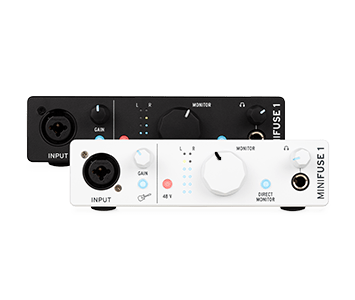 L R
MONITOR
GAIN
INPUT
MINIFUSE 1
L R
MONITOR
GAIN
INPUT
48 V
DIRECT
MONITOR
MINIFUSE 1